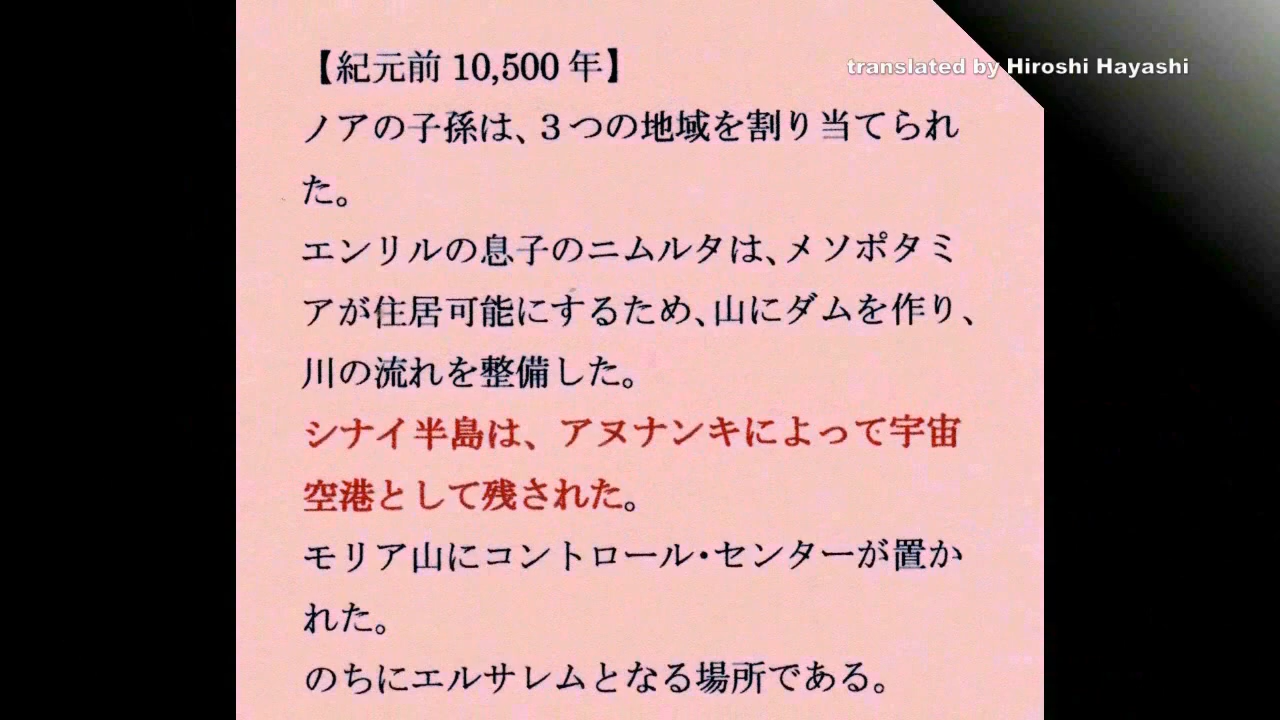 translated by Hiroshi Hayashi
【紀元前 10,500 年】
ノアの子孫は、3つの地域を割り当てられ
た。
エンリルの息子のニムルタは、メソポタミ
アが住居可能にするため、山にダムを作り、
川の流れを整備した。
シナイ半島は、アヌナンキによって宇宙
空港として残された。
モリア山にコントロール・センターが置か
れた。
のちにエルサレムとなる場所である。